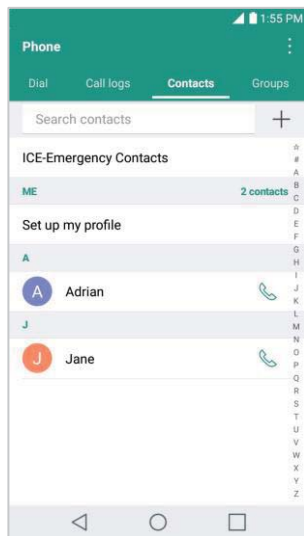 1:55 PM
Phone
Dial Call logs Contacts Groups
Search contacts
ICE-Emergency Contacts
ME 2 contacts
Set up my profile
A
A Adrian
J
J Jane
#
A
B
C
D
E
F
G
H
I
J
K
L
M
N
O
P
Q
R
S
T
U
V
W
X
Y
Z